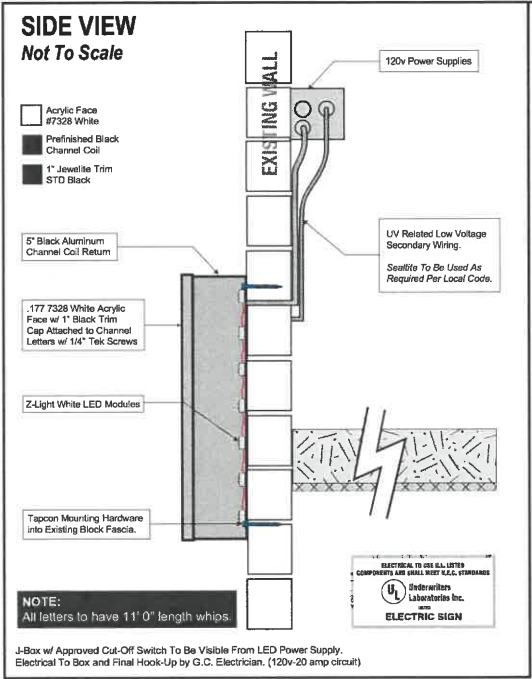 SIDE VIEW
Not To Scale
Acrylic Face
#7328 White
Prefinished Black
Channel Coil
1" Jewelite Trim
STD Black
EXISTING WALL
120v Power Supplies
5" Black Aluminum
Channel Coil Return
UV Related Low Voltage
Secondary Wiring.
Sealtite To Be Used As
Required Per Local Code.
.177 7328 White Acrylic
Face w/ 1" Black Trim
Cap Attached to Channel
Letters w/ 1/4" Tek Screws
Z-Light White LED Modules
Tapcon Mounting Hardware
into Existing Block Fascia.
ELECTRICAL TO USE U.L. LISTED
COMPONENTS AND SHALL MEET N.E.C. STANDARDS
UL
Underwriters
Laboratories Inc.
LISTED
ELECTRIC SIGN
NOTE:
All letters to have 11' 0" length whips.
J-Box w/ Approved Cut-Off Switch To Be Visible From LED Power Supply.
Electrical To Box and Final Hook-Up by G.C. Electrician. (120v-20 amp circuit)